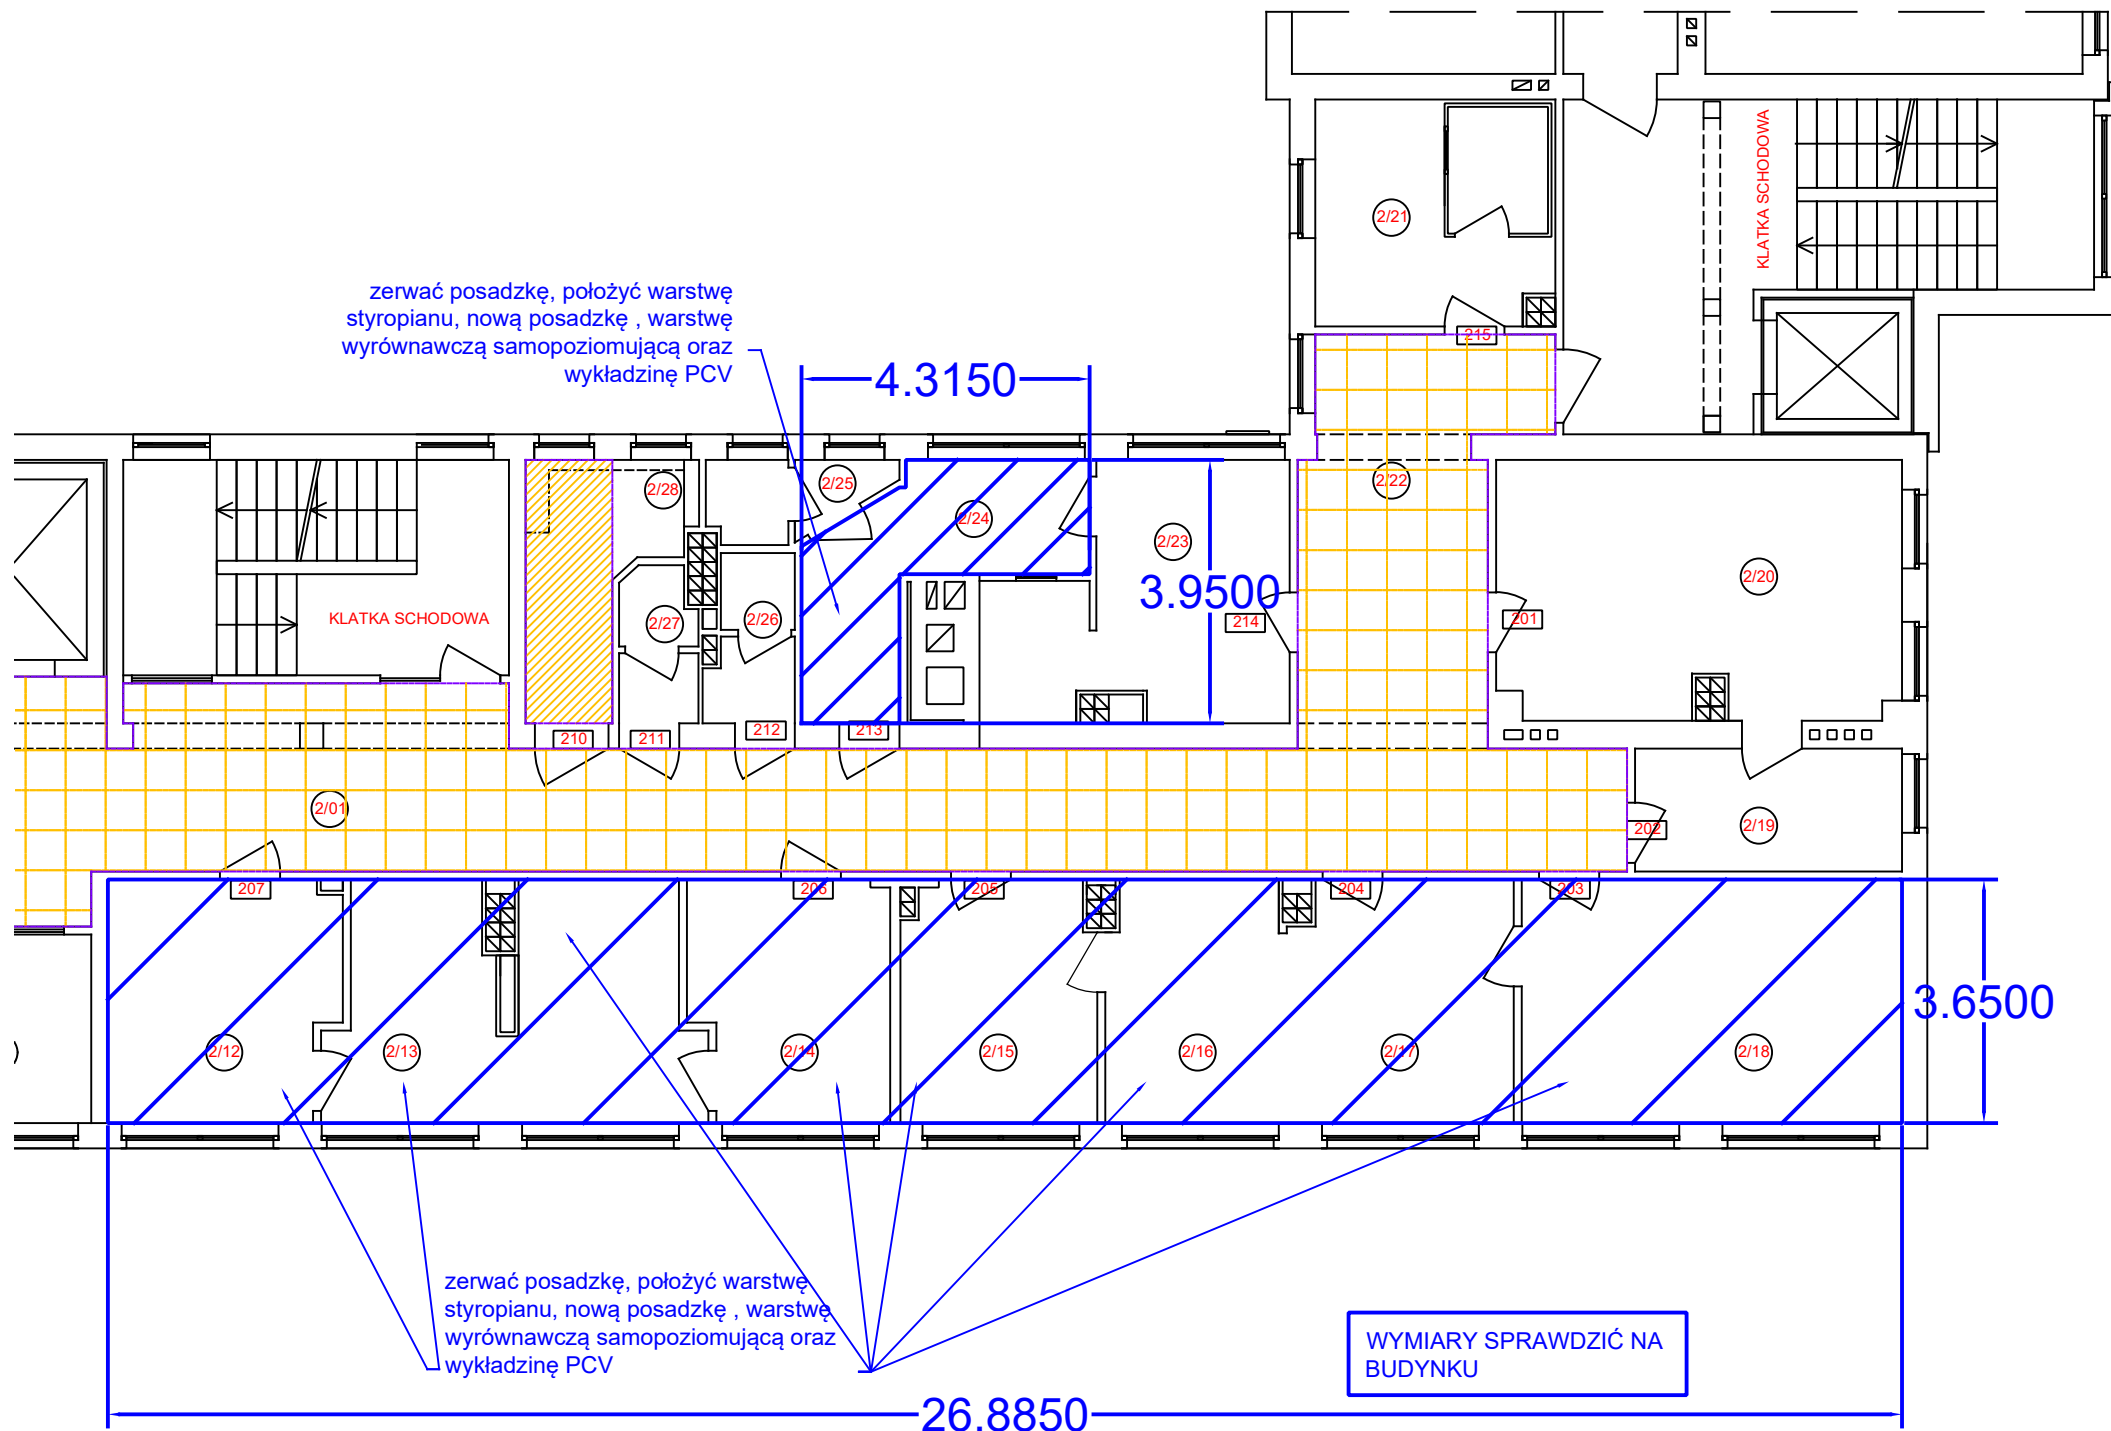 KLATKA SCHODOWA
2/21
zerwać posadzkę, położyć warstwę
styropianu, nową posadzkę , warstwę
wyrównawczą samopoziomującą oraz
wykładzinę PCV
215
4.3150
2/28
2/25
2/24
2/22
2/23
2/20
3.9500
KLATKA SCHODOWA
2/27
2/26
214
201
210
211
212
213
2/01
2/19
202
207
206
205
204
203
3.6500
2/12
2/13
2/14
2/15
2/16
2/17
2/18
zerwać posadzkę, położyć warstwę
styropianu, nową posadzkę , warstwę
wyrównawczą samopoziomującą oraz
wykładzinę PCV
WYMIARY SPRAWDZIĆ NA
BUDYNKU
26.8850